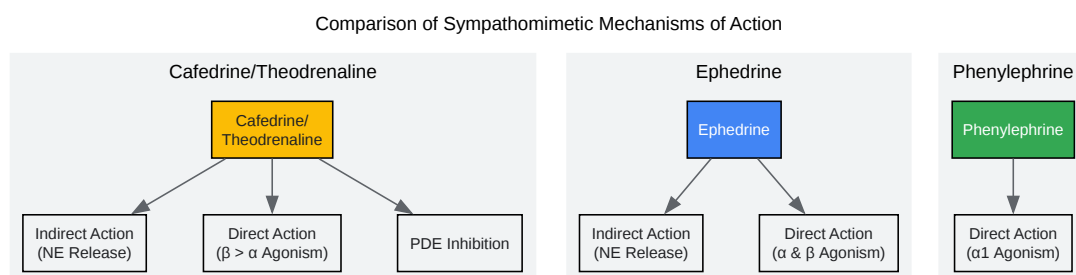 Comparison of Sympathomimetic Mechanisms of Action
Cafedrine/Theodrenaline
Cafedrine/
Theodrenaline
Indirect Action
(NE Release)
Direct Action
(β > α Agonism)
PDE Inhibition
Ephedrine
Ephedrine
Indirect Action
(NE Release)
Direct Action
(α & β Agonism)
Phenylephrine
Phenylephrine
Direct Action
(α1 Agonism)